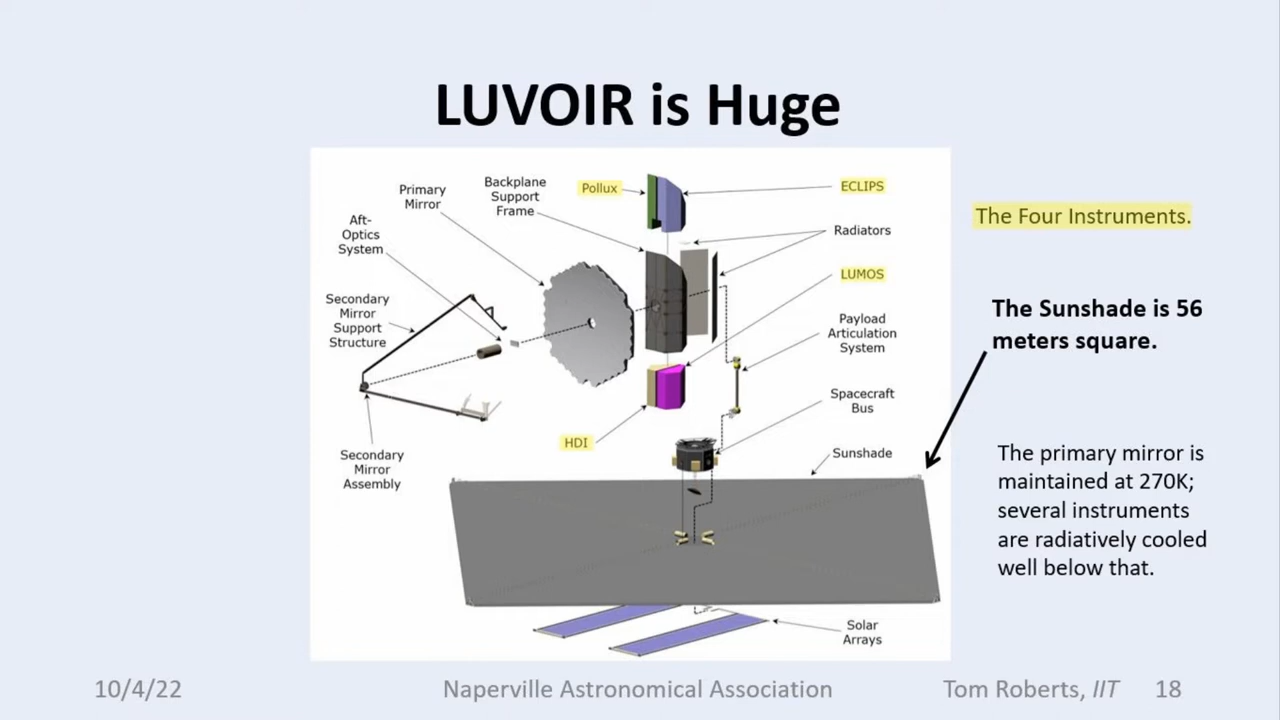 LUVOIR is Huge
Primary
Mirror
Backplane
Support
Frame
Pollux
ECLIPS
Aft-
Optics
System
Radiators
LUMOS
Secondary
Mirror
Support
Structure
Payload
Articulation
System
Spacecraft
Bus
HDI
Secondary
Mirror
Assembly
Sunshade
Solar
Arrays
The Four Instruments.
The Sunshade is 56
meters square.
The primary mirror is
maintained at 270K;
several instruments
are radiatively cooled
well below that.
10/4/22
Naperville Astronomical Association
Tom Roberts, IIT
18